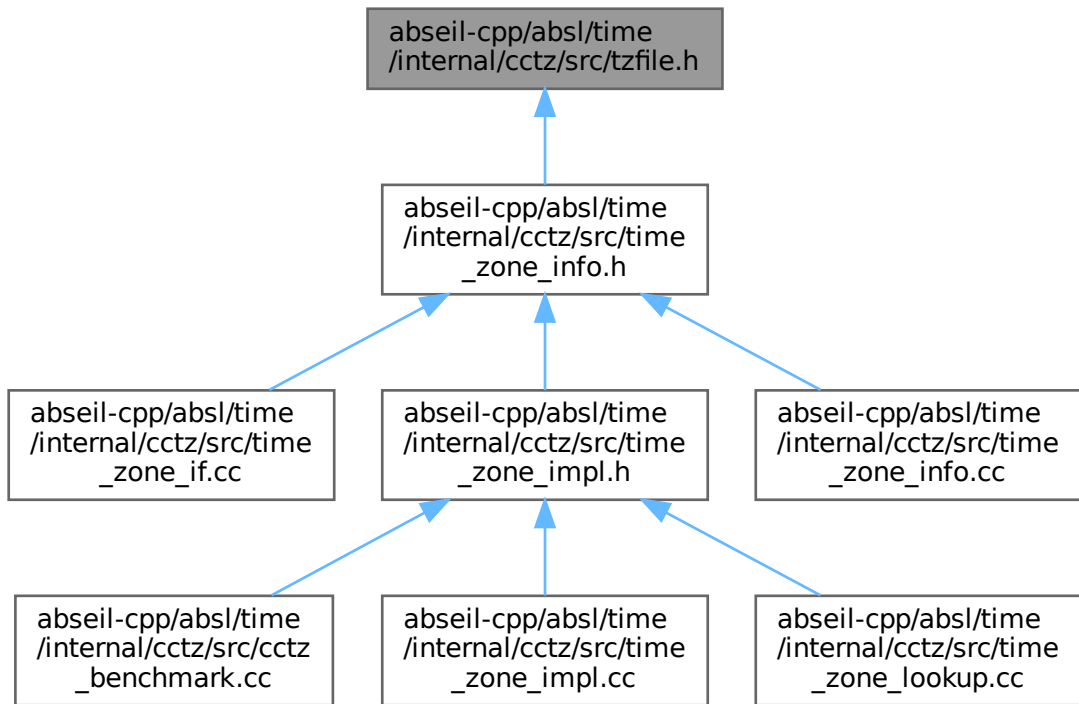 abseil-cpp/absl/time
/internal/cctz/src/tzfile.h
abseil-cpp/absl/time
/internal/cctz/src/time
_zone_info.h
abseil-cpp/absl/time
/internal/cctz/src/time
_zone_if.cc
abseil-cpp/absl/time
/internal/cctz/src/time
_zone_impl.h
abseil-cpp/absl/time
/internal/cctz/src/time
_zone_info.cc
abseil-cpp/absl/time
/internal/cctz/src/cctz
_benchmark.cc
abseil-cpp/absl/time
/internal/cctz/src/time
_zone_impl.cc
abseil-cpp/absl/time
/internal/cctz/src/time
_zone_lookup.cc